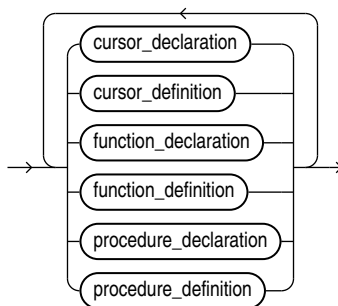 cursor_declaration
cursor_definition
function_declaration
function_definition
procedure_declaration
procedure_definition